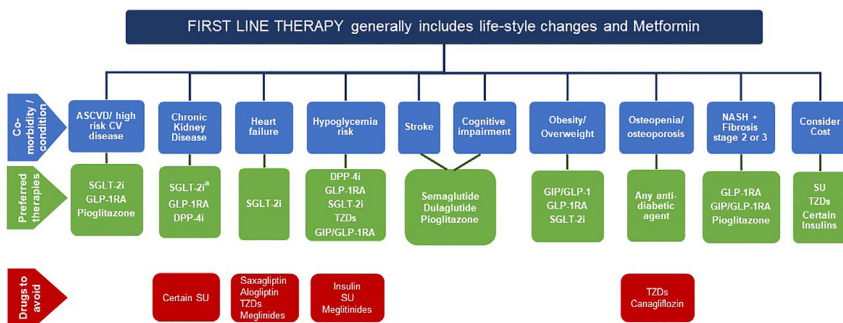 FIRST LINE THERAPY generally includes life-style changes and Metformin
Co-
morbidity /
condition
ASCVD/ high
risk CV
disease
Chronic
Kidney
Disease
Heart
failure
Hypoglycemia
risk
Stroke
Cognitive
impairment
Obesity/
Overweight
Osteopenia/
osteoporosis
NASH +
Fibrosis
stage 2 or 3
Consider
Cost
Preferred
therapies
SGLT-2i
GLP-1RA
Pioglitazone
SGLT-2iª
GLP-1RA
DPP-4i
SGLT-2i
DPP-4i
GLP-1RA
SGLT-2i
TZDs
GIP/GLP-1RA
Semaglutide
Dulaglutide
Pioglitazone
GIP/GLP-1
GLP-1RA
SGLT-2i
Any anti-
diabetic
agent
GLP-1RA
GIP/GLP-1RA
Pioglitazone
SU
TZDs
Certain
Insulins
Drugs to
avoid
Certain SU
Saxagliptin
Alogliptin
TZDs
Meglinides
Insulin
SU
Meglitinides
TZDs
Canagliflozin